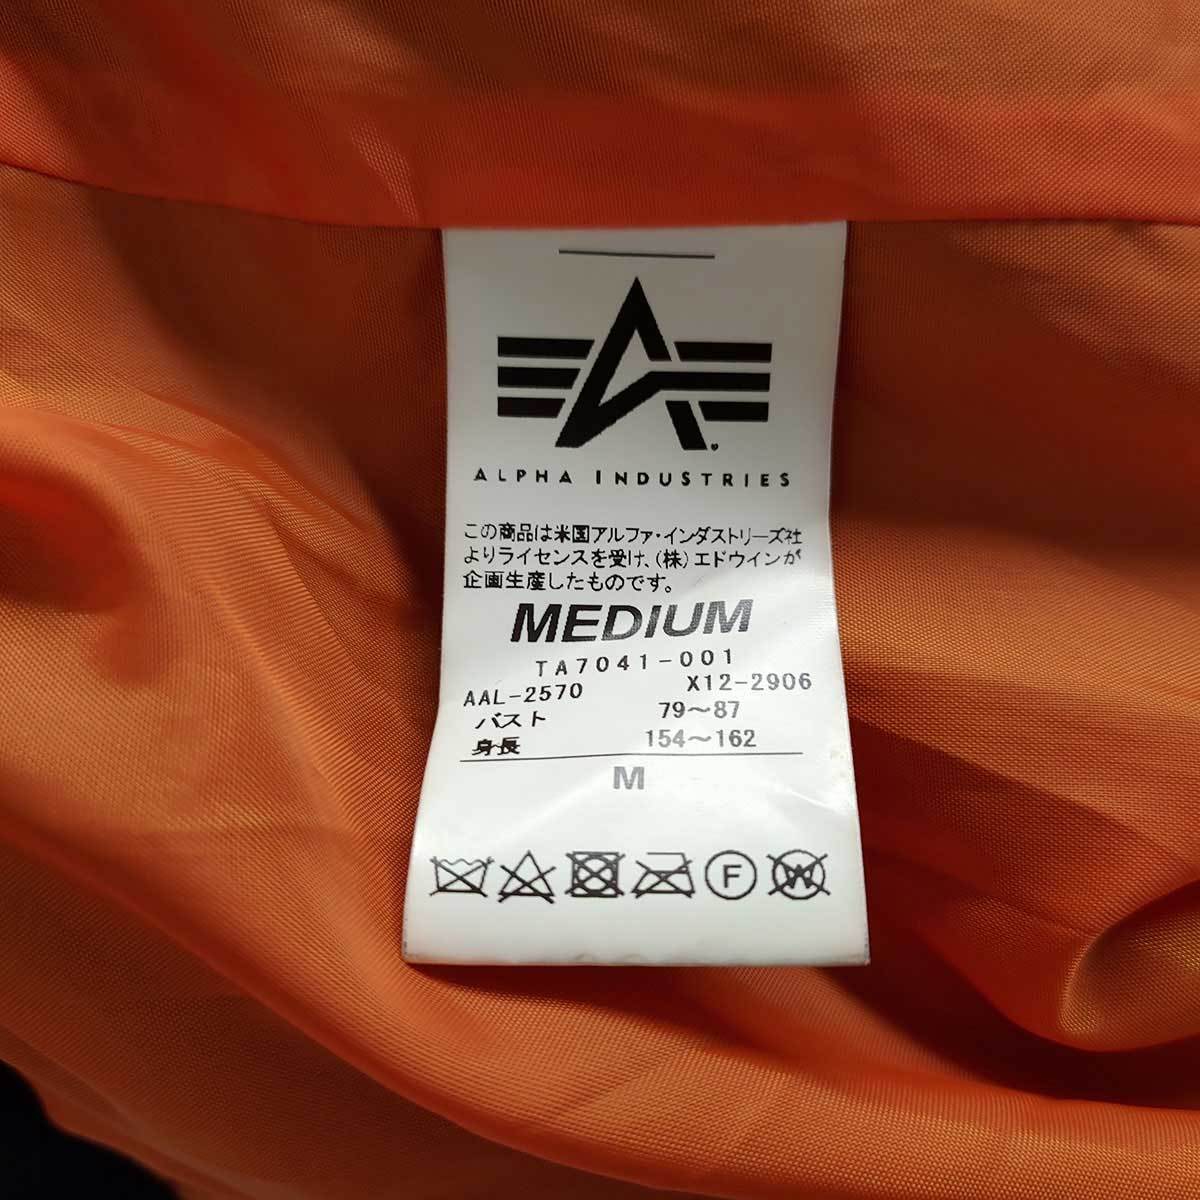 ALPHA INDUSTRIES
この商品は米国アルファ・インダストリーズ社
よりライセンスを受け、(株)エドウインが
企画生産したものです。
MEDIUM
TA7041-001
AAL-2570 X12-2906
バスト 79～87
身長 154～162
M
F W